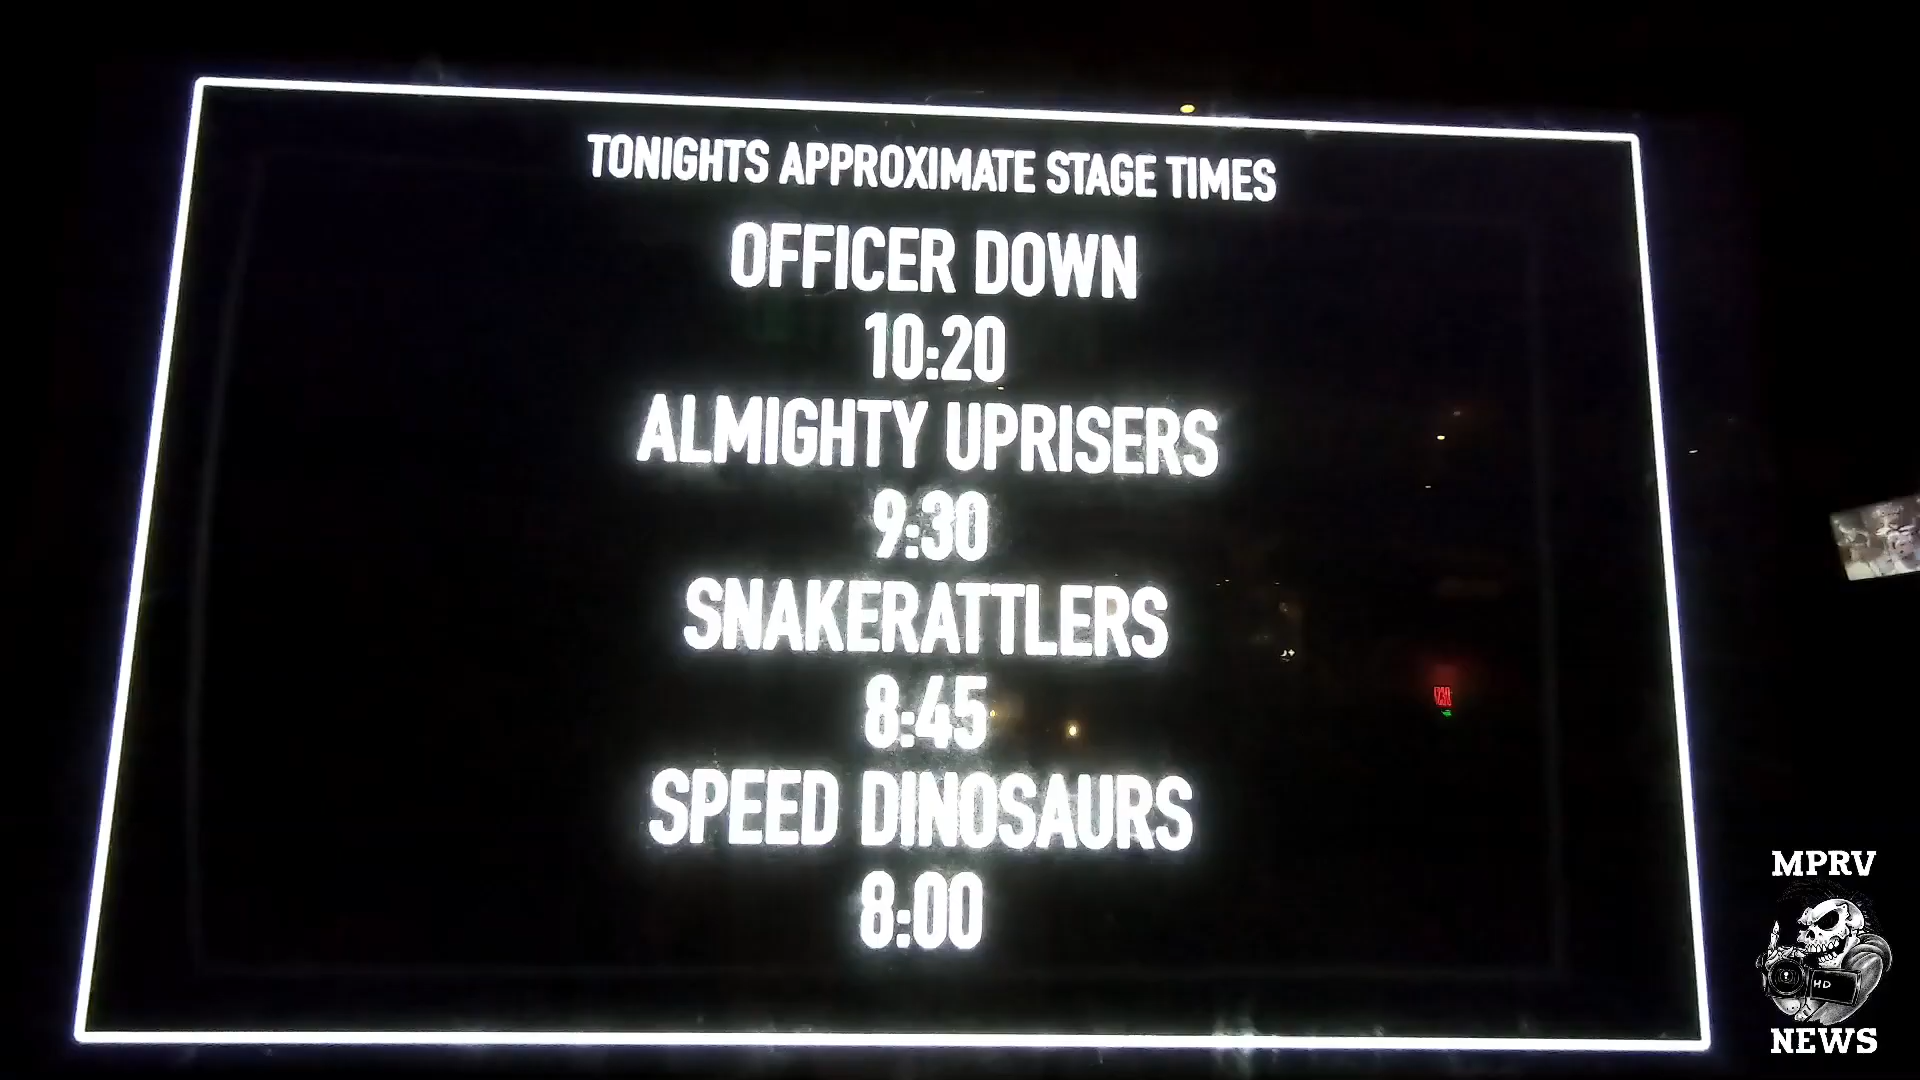 TONIGHTS APPROXIMATE STAGE TIMES
OFFICER DOWN
10:20
ALMIGHTY UPRISERS
9:30
SNAKERATTLERS
8:45
SPEED DINOSAURS
8:00
MPRV
HD
NEWS